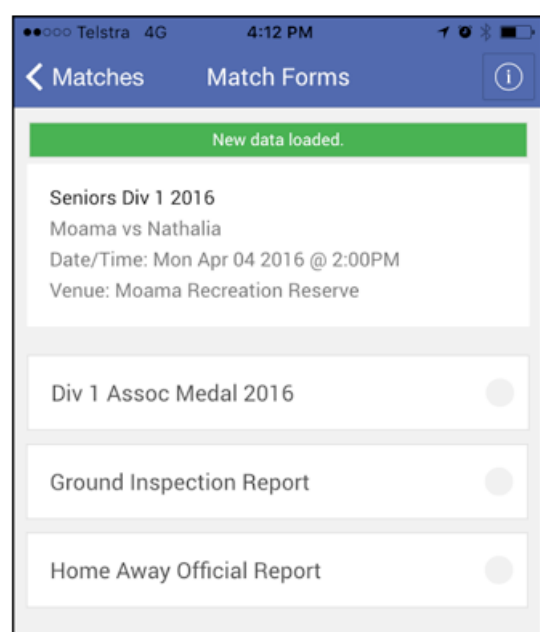 Telstra 4G 4:12 PM
Matches Match Forms i
New data loaded.
Seniors Div 1 2016
Moama vs Nathalia
Date/Time: Mon Apr 04 2016 @ 2:00PM
Venue: Moama Recreation Reserve
Div 1 Assoc Medal 2016
Ground Inspection Report
Home Away Official Report